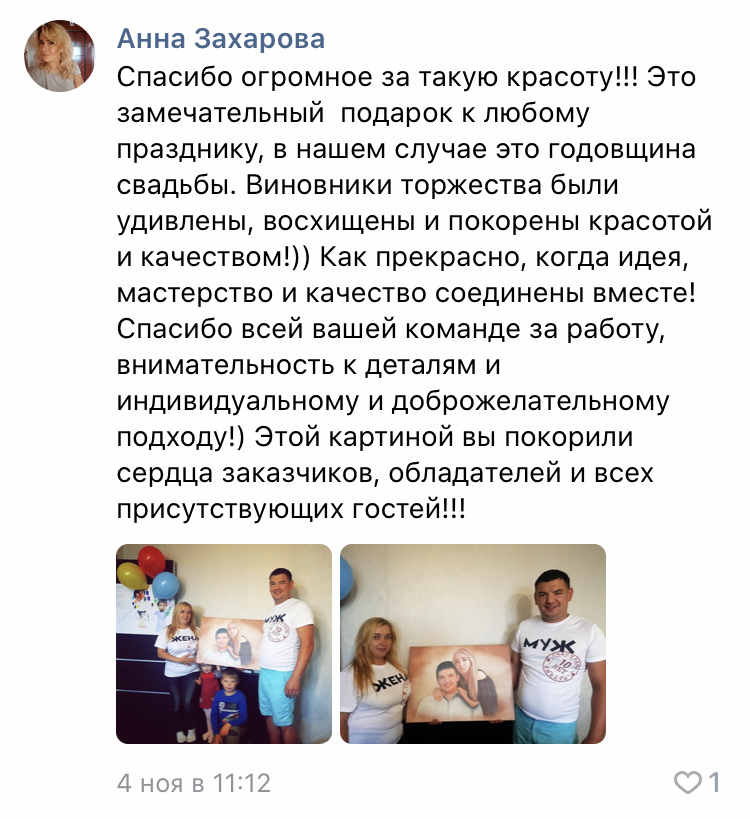 Анна Захарова
Спасибо огромное за такую красоту!!! Это
замечательный  подарок к любому
празднику, в нашем случае это годовщина
свадьбы. Виновники торжества были
удивлены, восхищены и покорены красотой
и качеством!)) Как прекрасно, когда идея,
мастерство и качество соединены вместе!
Спасибо всей вашей команде за работу,
внимательность к деталям и
индивидуальному и доброжелательному
подходу!) Этой картиной вы покорили
сердца заказчиков, обладателей и всех
присутствующих гостей!!!
ЖЕНА
МУЖ
ЖЕНА
МУЖ
10
ЛЕТ
4 ноя в 11:12
1